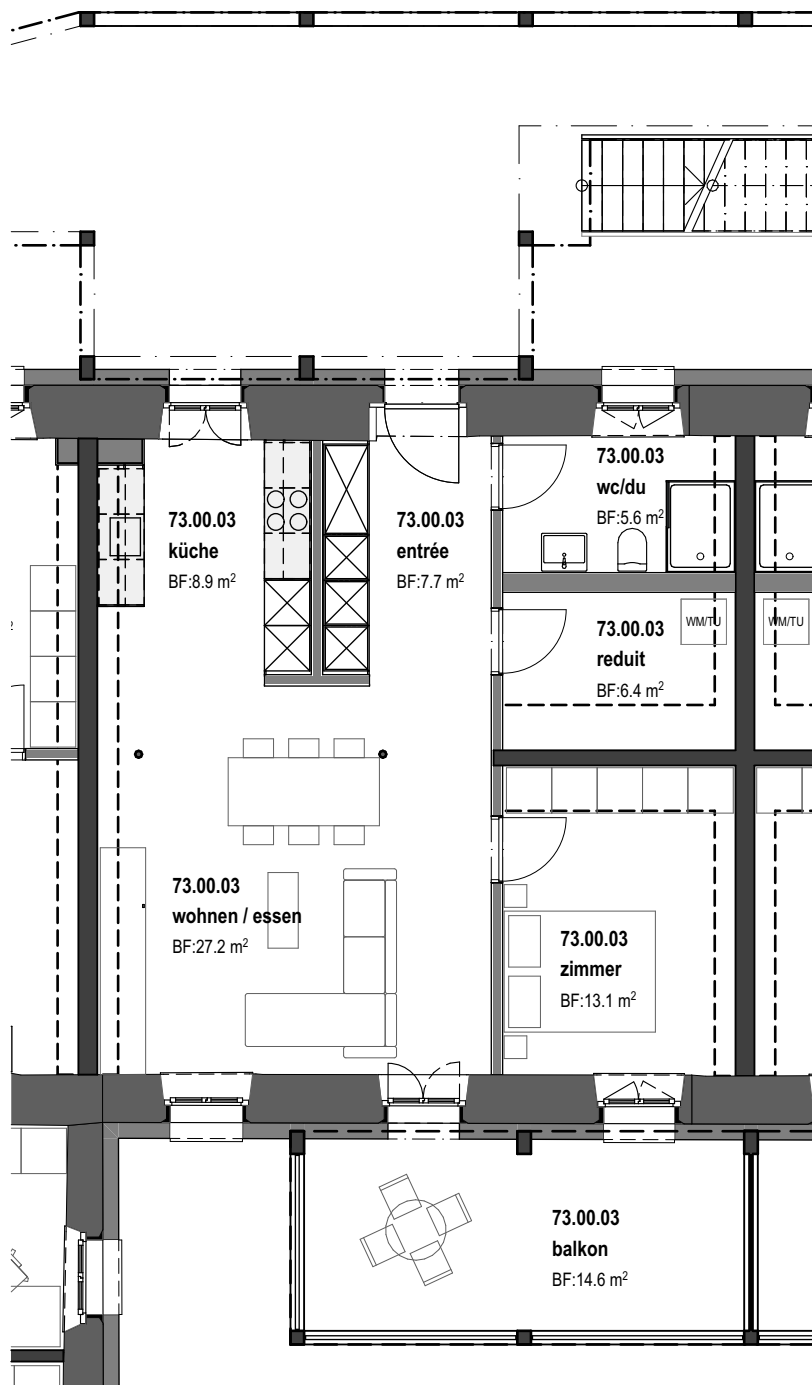 73.00.03
wc/du
BF:5.6 m²
73.00.03
küche
BF:8.9 m²
73.00.03
entrée
BF:7.7 m²
73.00.03
reduit
BF:6.4 m²
WM/TU
WM/TU
73.00.03
wohnen / essen
BF:27.2 m²
73.00.03
zimmer
BF:13.1 m²
73.00.03
balkon
BF:14.6 m²